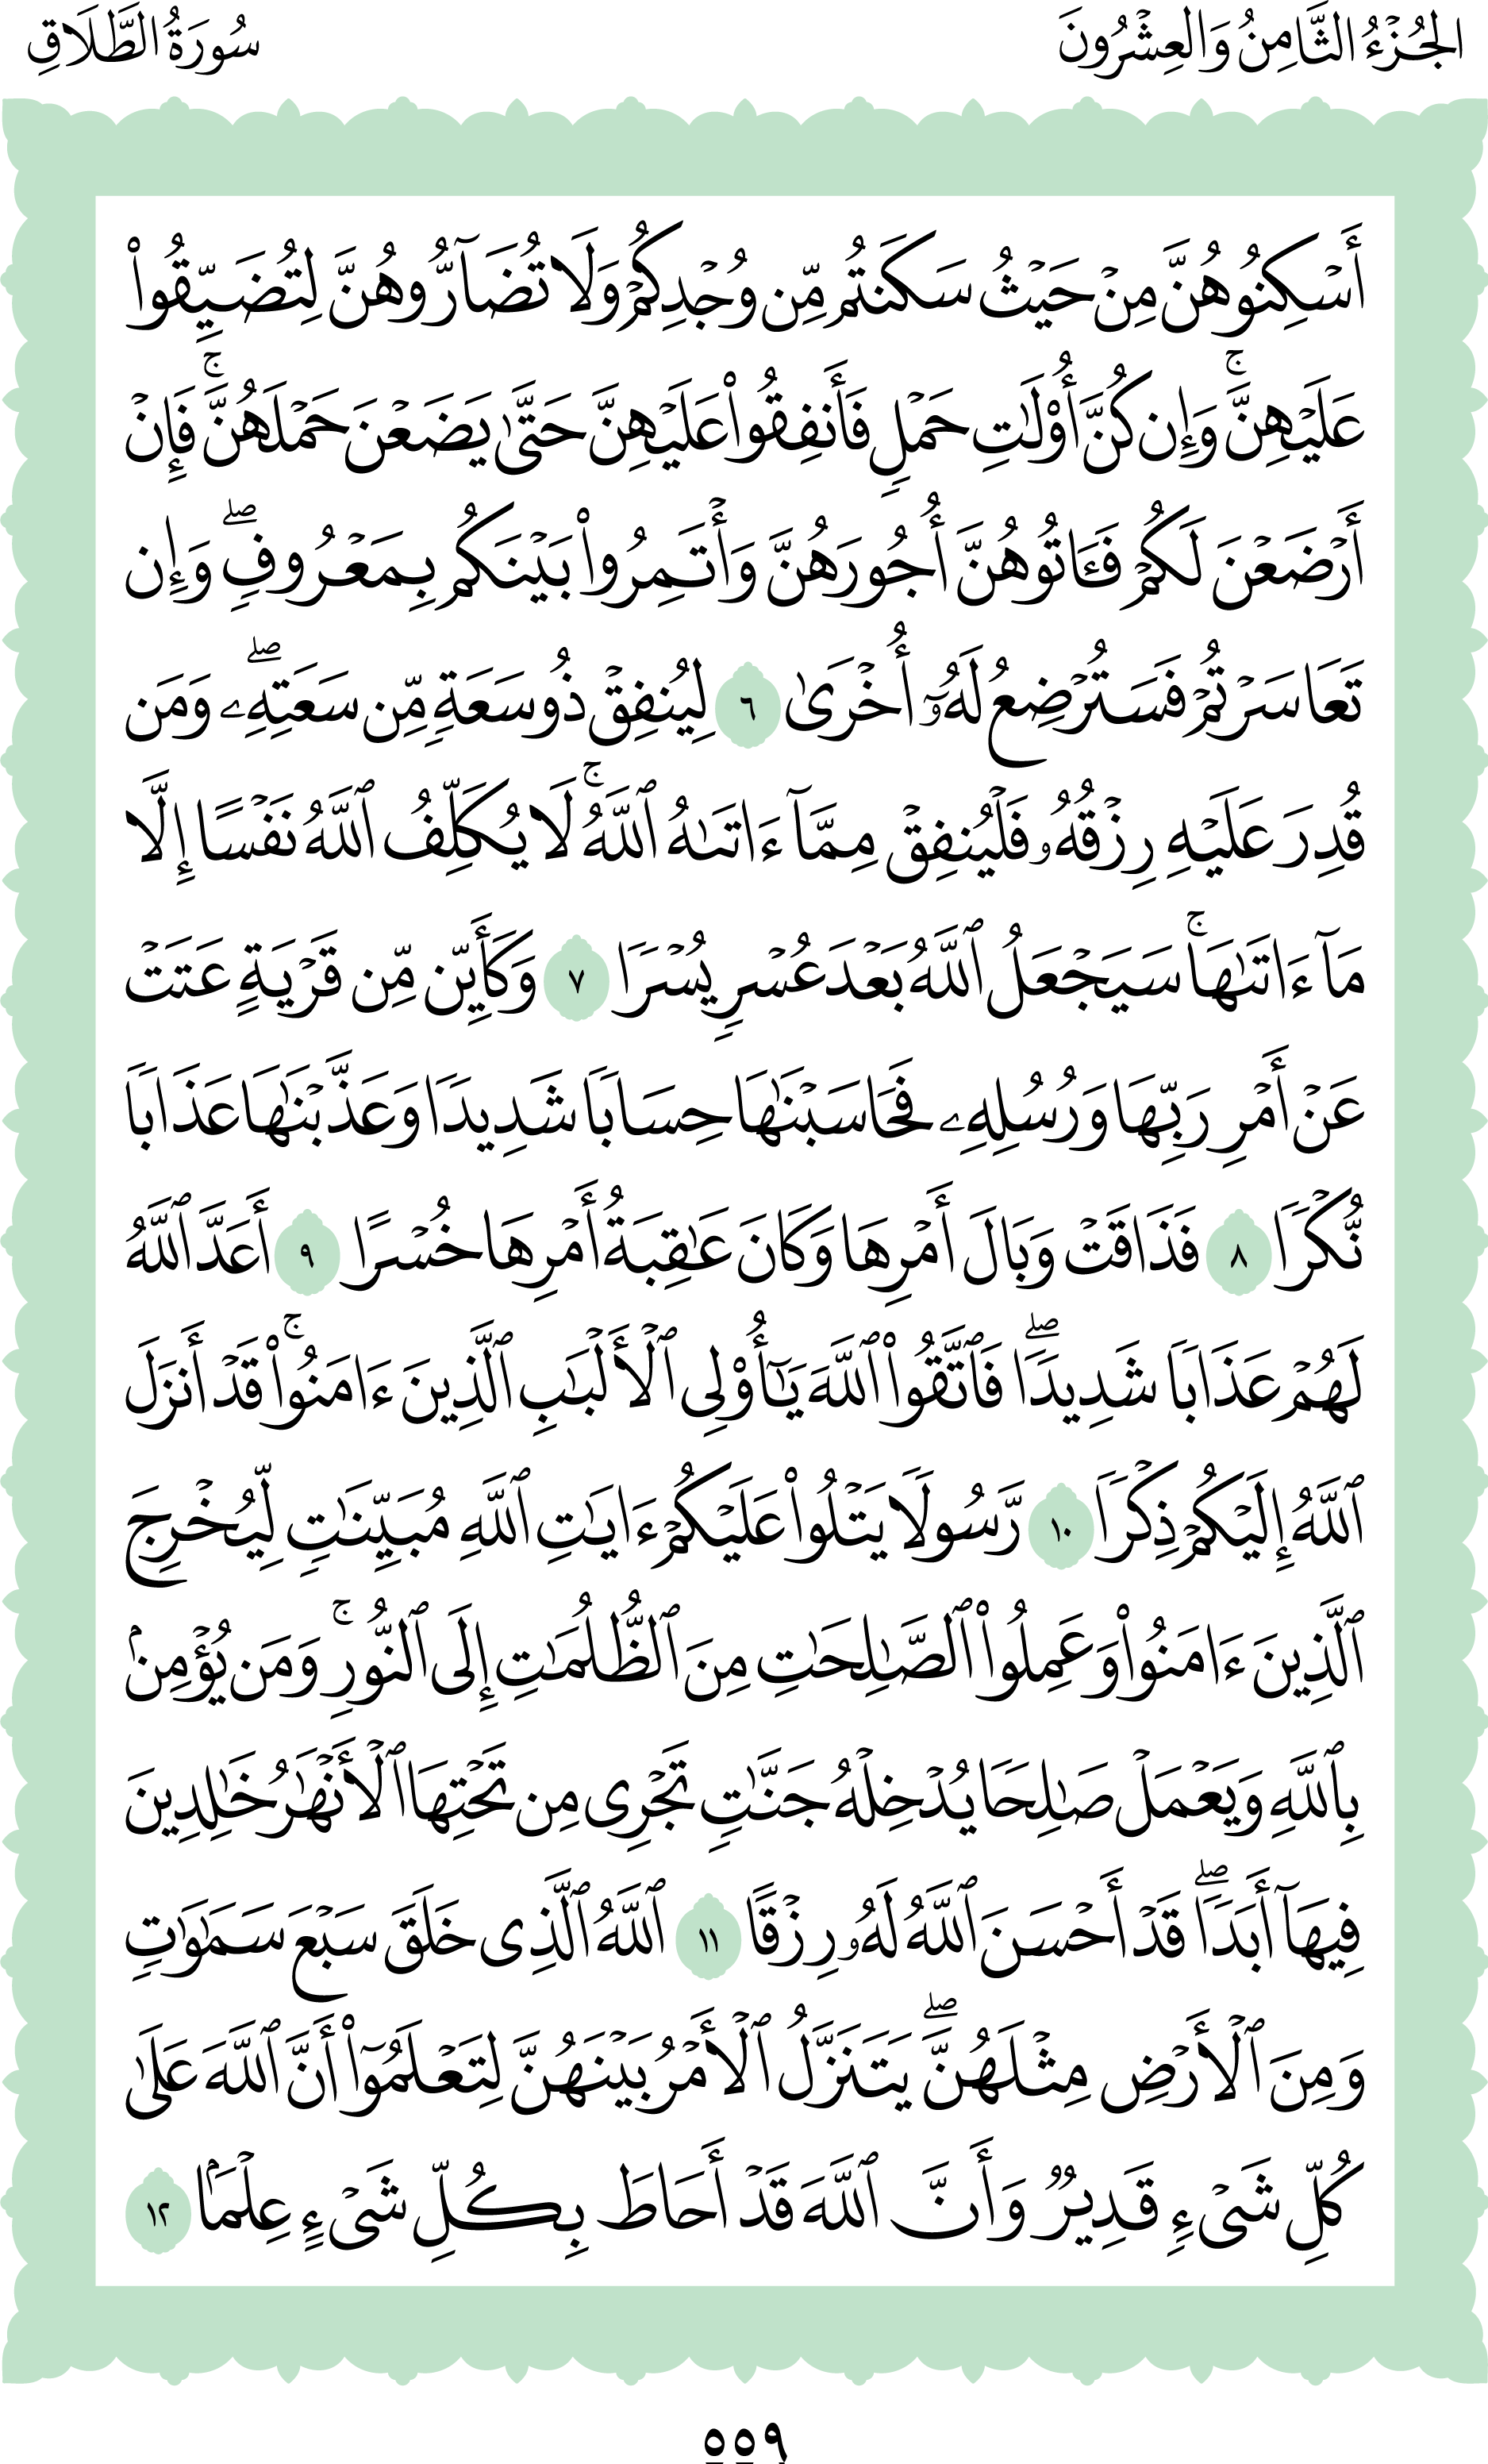 الجُزْءُ الثَّامِنُ وَالعِشْرُونَ
سُورَةُ الطَّلَاقِ
أَسْكِنُوهُنَّ مِنْ حَيْثُ سَكَنتُم مِّن وُجْدِكُمْ وَلَا تُضَآرُّوهُنَّ لِتُضَيِّقُوا۟
عَلَيْهِنَّ ۚ وَإِن كُنَّ أُو۟لَٰتِ حَمْلٍ فَأَنفِقُوا۟ عَلَيْهِنَّ حَتَّىٰ يَضَعْنَ حَمْلَهُنَّ ۚ فَإِنْ
أَرْضَعْنَ لَكُمْ فَـَٔاتُوهُنَّ أُجُورَهُنَّ وَأْتَمِرُوا۟ بَيْنَكُم بِمَعْرُوفٍ ۖ وَإِن
تَعَاسَرْتُمْ فَسَتُرْضِعُ لَهُۥٓ أُخْرَىٰ ٦ لِيُنفِقْ ذُو سَعَةٍ مِّن سَعَتِهِۦ ۖ وَمَن
قُدِرَ عَلَيْهِ رِزْقُهُۥ فَلْيُنفِقْ مِمَّآ ءَاتَىٰهُ ٱللَّهُ ۚ لَا يُكَلِّفُ ٱللَّهُ نَفْسًا إِلَّا
مَآ ءَاتَىٰهَا ۚ سَيَجْعَلُ ٱللَّهُ بَعْدَ عُسْرٍ يُسْرًا ٧ وَكَأَيِّن مِّن قَرْيَةٍ عَتَتْ
عَنْ أَمْرِ رَبِّهَا وَرُسُلِهِۦ فَحَاسَبْنَٰهَا حِسَابًا شَدِيدًا وَعَذَّبْنَٰهَا عَذَابًا
نُّكْرًا ٨ فَذَاقَتْ وَبَالَ أَمْرِهَا وَكَانَ عَٰقِبَةُ أَمْرِهَا خُسْرًا ٩ أَعَدَّ ٱللَّهُ
لَهُمْ عَذَابًا شَدِيدًا ۖ فَٱتَّقُوا۟ ٱللَّهَ يَٰٓأُو۟لِى ٱلْأَلْبَٰبِ ٱلَّذِينَ ءَامَنُوا۟ ۚ قَدْ أَنزَلَ
ٱللَّهُ إِلَيْكُمْ ذِكْرًا ١٠ رَّسُولًا يَتْلُوا۟ عَلَيْكُمْ ءَايَٰتِ ٱللَّهِ مُبَيِّنَٰتٍ لِّيُخْرِجَ
ٱلَّذِينَ ءَامَنُوا۟ وَعَمِلُوا۟ ٱلصَّٰلِحَٰتِ مِنَ ٱلظُّلُمَٰتِ إِلَى ٱلنُّورِ ۚ وَمَن يُؤْمِنۢ
بِٱللَّهِ وَيَعْمَلْ صَٰلِحًا يُدْخِلْهُ جَنَّٰتٍ تَجْرِى مِن تَحْتِهَا ٱلْأَنْهَٰرُ خَٰلِدِينَ
فِيهَآ أَبَدًا ۖ قَدْ أَحْسَنَ ٱللَّهُ لَهُۥ رِزْقًا ١١ ٱللَّهُ ٱلَّذِى خَلَقَ سَبْعَ سَمَٰوَٰتٍ
وَمِنَ ٱلْأَرْضِ مِثْلَهُنَّ ۖ يَتَنَزَّلُ ٱلْأَمْرُ بَيْنَهُنَّ لِتَعْلَمُوٓا۟ أَنَّ ٱللَّهَ عَلَىٰ
كُلِّ شَىْءٍ قَدِيرٌ وَأَنَّ ٱللَّهَ قَدْ أَحَاطَ بِكُلِّ شَىْءٍ عِلْمًۢا ١٢
٥٥٩